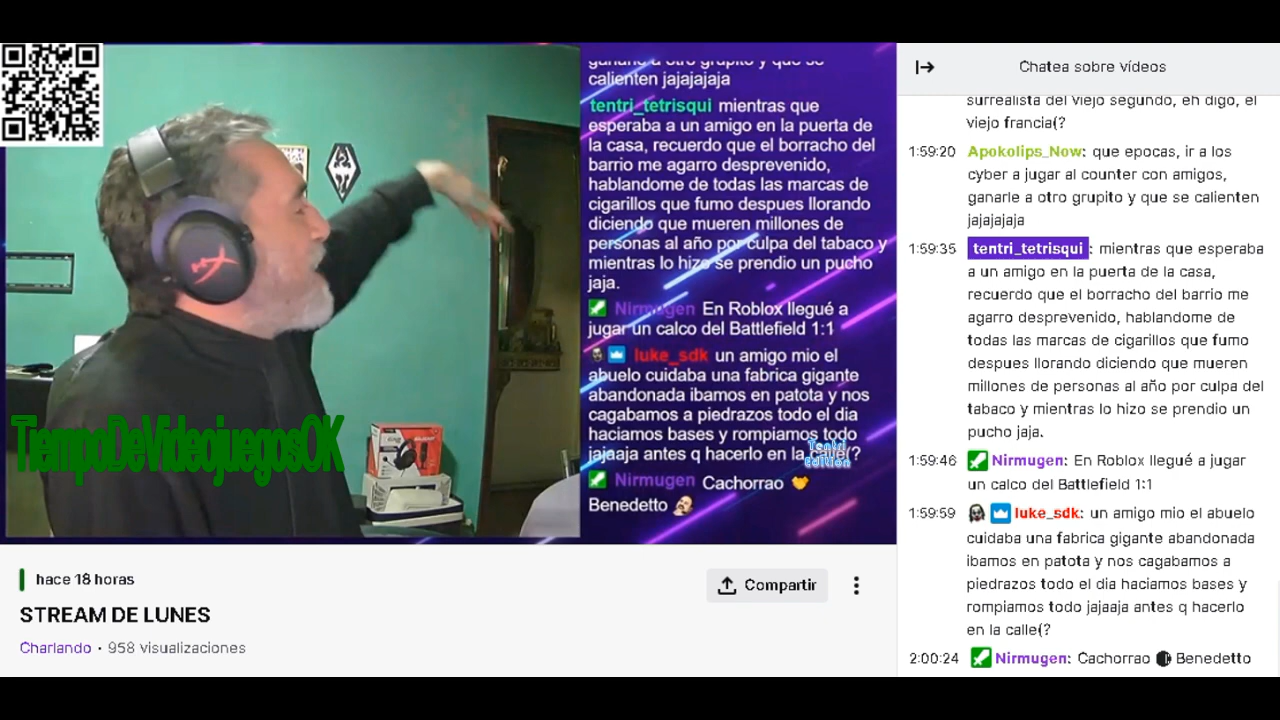 ganarle a otro grupito y que se
calienten jajajajaja
tentri_tetrisqui mientras que
esperaba a un amigo en la puerta de
la casa, recuerdo que el borracho del
barrio me agarro desprevenido,
hablandome de todas las marcas de
cigarillos que fumo despues llorando
diciendo que mueren millones de
personas al año por culpa del tabaco y
mientras lo hizo se prendio un pucho
jaja.
Nirmugen En Roblox llegué a
jugar un calco del Battlefield 1:1
luke_sdk un amigo mio el
abuelo cuidaba una fabrica gigante
abandonada ibamos en patota y nos
cagabamos a piedrazos todo el dia
haciamos bases y rompiamos todo
jajaaja antes q hacerlo en la calle(?
Nirmugen Cachorrao
Benedetto
Tentri
Edition
TiempoDeVideojuegosOK
hace 18 horas
Compartir
STREAM DE LUNES
Charlando • 958 visualizaciones
Chatea sobre vídeos
surrealista del viejo segundo, eh digo, el
viejo francia(?
1:59:20 Apokolips_Now: que epocas, ir a los
cyber a jugar al counter con amigos,
ganarle a otro grupito y que se calienten
jajajajaja
1:59:35 tentri_tetrisqui: mientras que esperaba
a un amigo en la puerta de la casa,
recuerdo que el borracho del barrio me
agarro desprevenido, hablandome de
todas las marcas de cigarillos que fumo
despues llorando diciendo que mueren
millones de personas al año por culpa del
tabaco y mientras lo hizo se prendio un
pucho jaja.
1:59:46 Nirmugen: En Roblox llegué a jugar
un calco del Battlefield 1:1
1:59:59 luke_sdk: un amigo mio el abuelo
cuidaba una fabrica gigante abandonada
ibamos en patota y nos cagabamos a
piedrazos todo el dia haciamos bases y
rompiamos todo jajaaja antes q hacerlo
en la calle(?
2:00:24 Nirmugen: Cachorrao Benedetto